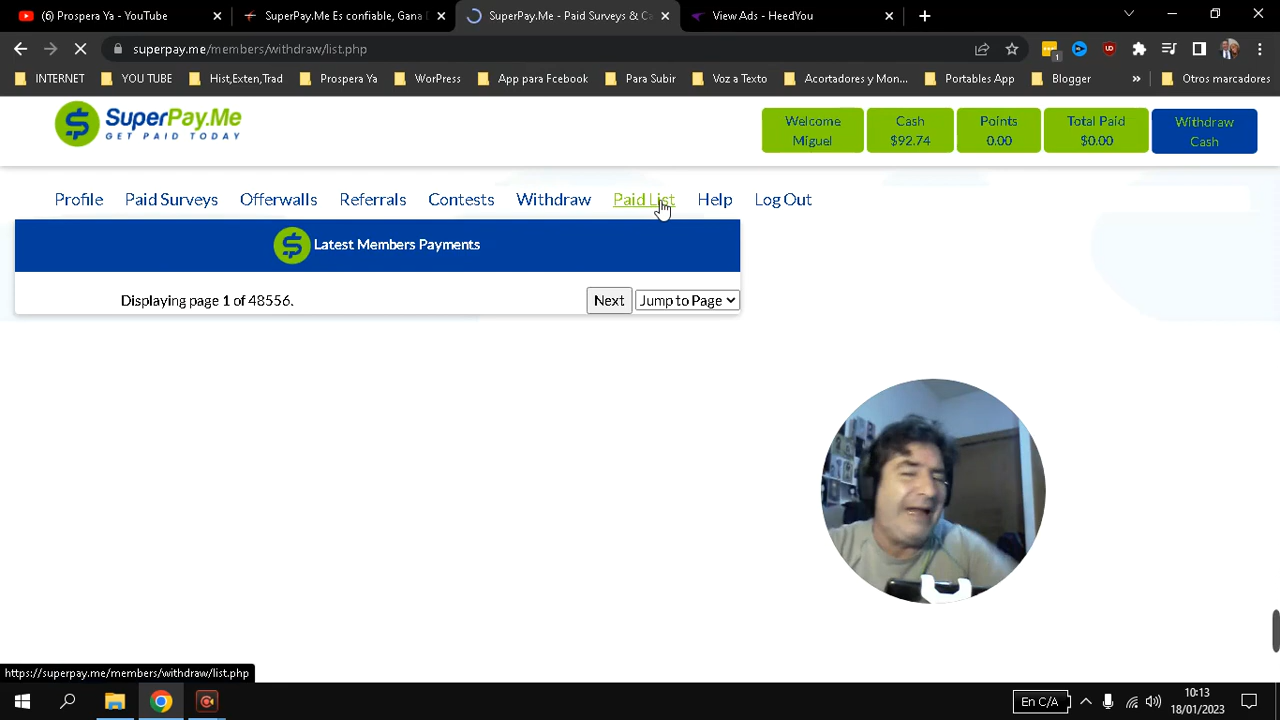 (6) Prospera Ya - YouTube
SuperPay.Me Es confiable, Gana D
SuperPay.Me - Paid Surveys & Ca
View Ads - HeedYou
superpay.me/members/withdraw/list.php
1
INTERNET
YOU TUBE
Hist,Exten,Trad
Prospera Ya
WorPress
App para Fcebook
Para Subir
Voz a Texto
Acortadores y Mon...
Portables App
Blogger
»
Otros marcadores
SuperPay.Me
GET PAID TODAY
Welcome
Miguel
Cash
$92.74
Points
0.00
Total Paid
$0.00
Withdraw
Cash
Profile
Paid Surveys
Offerwalls
Referrals
Contests
Withdraw
Paid List
Help
Log Out
Latest Members Payments
Displaying page 1 of 48556.
Next
Jump to Page
https://superpay.me/members/withdraw/list.php
En C/A
10:13
18/01/2023